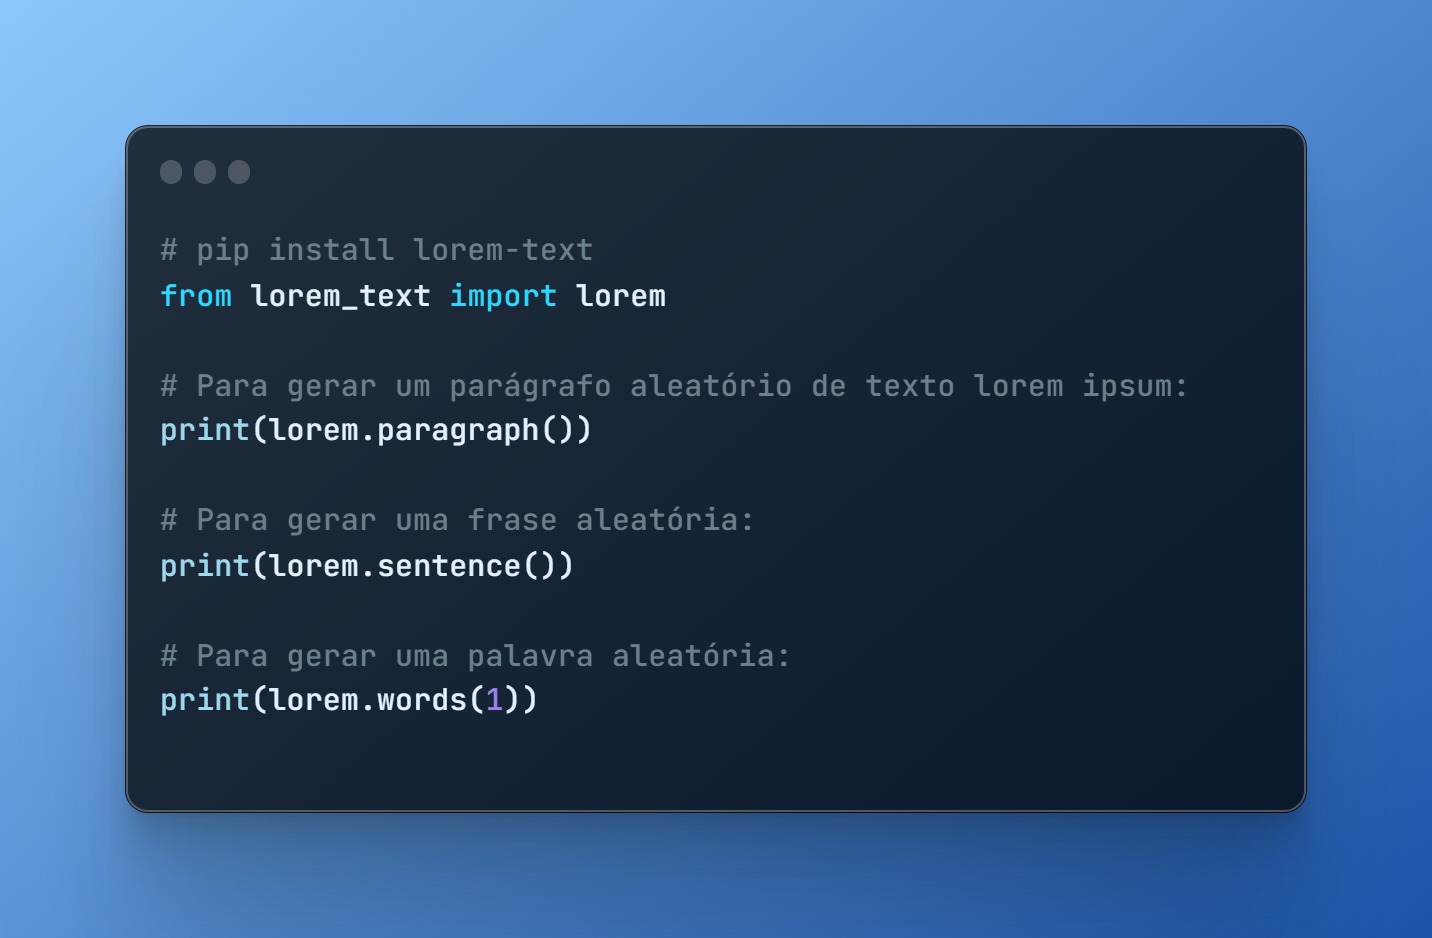 # pip install lorem-text
from lorem_text import lorem
# Para gerar um parágrafo aleatório de texto lorem ipsum:
print(lorem.paragraph())
# Para gerar uma frase aleatória:
print(lorem.sentence())
# Para gerar uma palavra aleatória:
print(lorem.words(1))